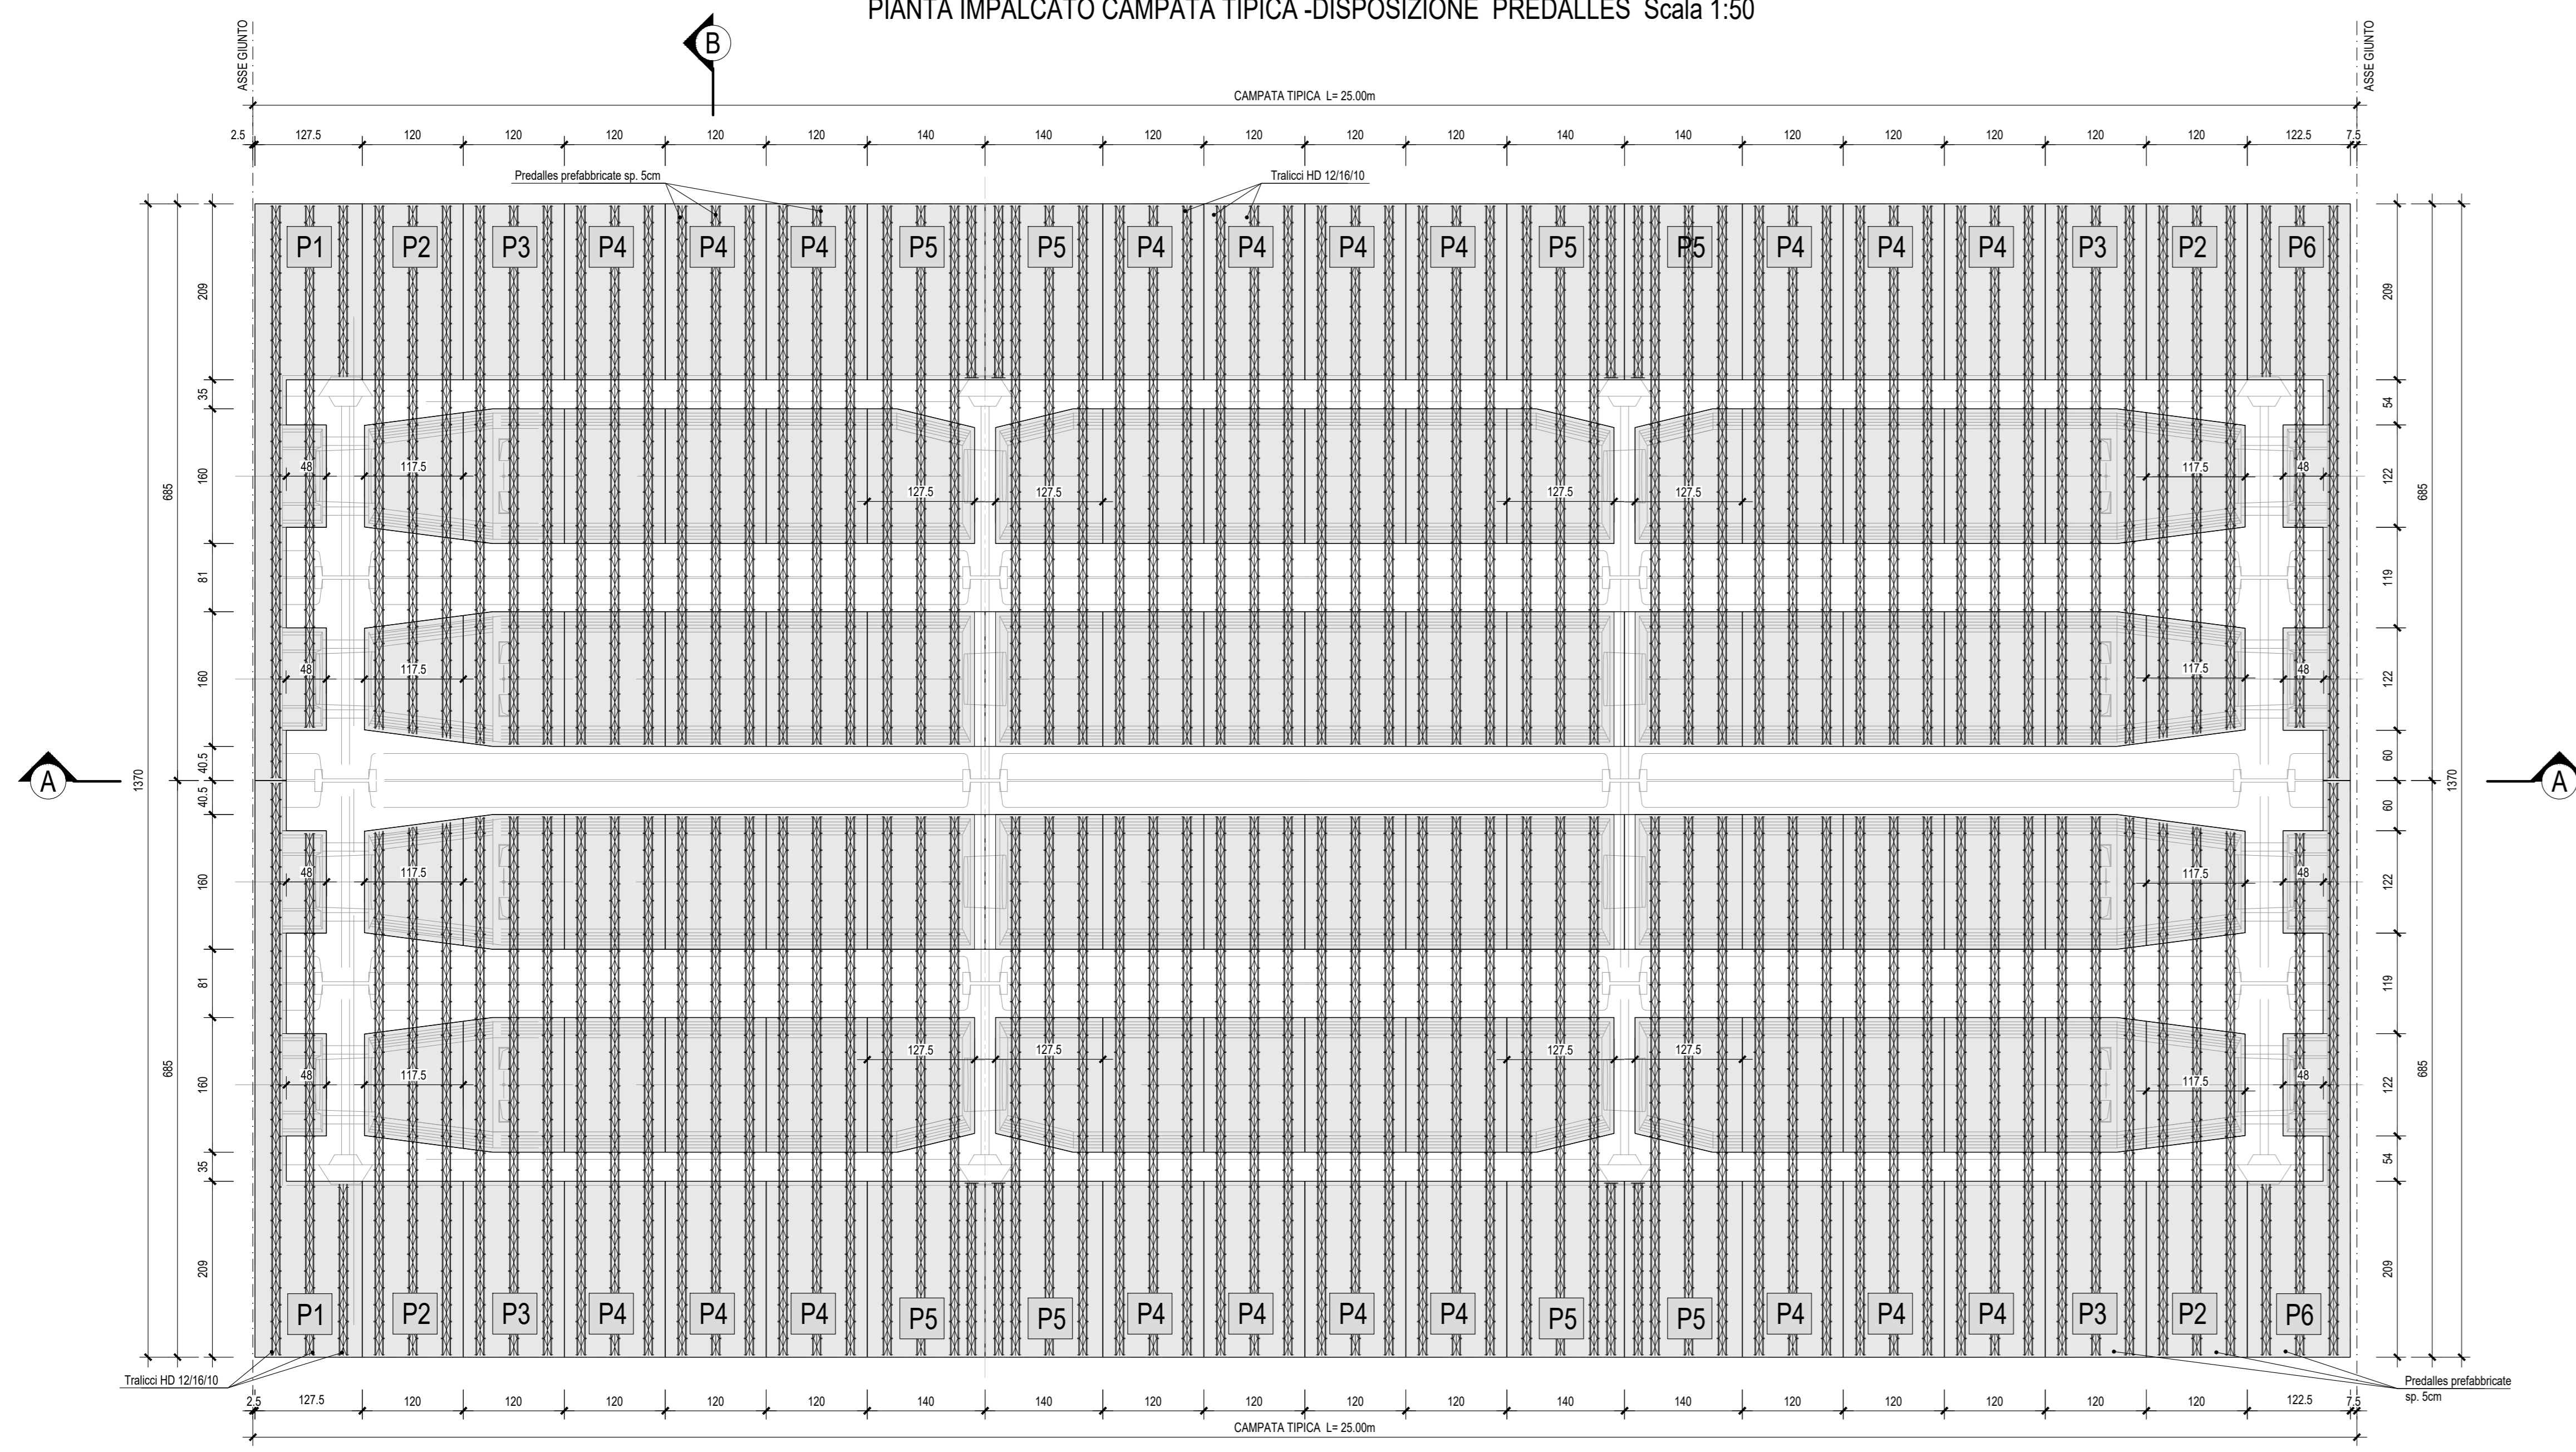 PIANTA IMPALCATO CAMPATA TIPICA -DISPOSIZIONE PREDALLES Scala 1:50
ASSE GIUNTO
B
ASSE GIUNTO
CAMPATA TIPICA L= 25.00m
2.5 127.5 120 120 120 120 120 140 140 120 120 120 120 140 140 120 120 120 120 120 122.5 7.5
Predalles prefabbricate sp. 5cm
Tralicci HD 12/16/10
P1 P2 P3 P4 P4 P4 P5 P5 P4 P4 P4 P4 P5 P5 P4 P4 P4 P3 P2 P6
209 209
35 54
48 117.5 127.5 127.5 127.5 127.5 117.5 48
685 160 122 685
81 119
48 117.5 117.5 48
160 122
40.5 60
A 1370 1370 A
40.5 60
48 117.5 117.5 48
160 122
81 119
127.5 127.5 127.5 127.5
48 117.5 117.5 48
685 160 122 685
35 54
209 209
P1 P2 P3 P4 P4 P4 P5 P5 P4 P4 P4 P4 P5 P5 P4 P4 P4 P3 P2 P6
Tralicci HD 12/16/10
Predalles prefabbricate
sp. 5cm
2.5 127.5 120 120 120 120 120 140 140 120 120 120 120 140 140 120 120 120 120 120 122.5 7.5
CAMPATA TIPICA L= 25.00m